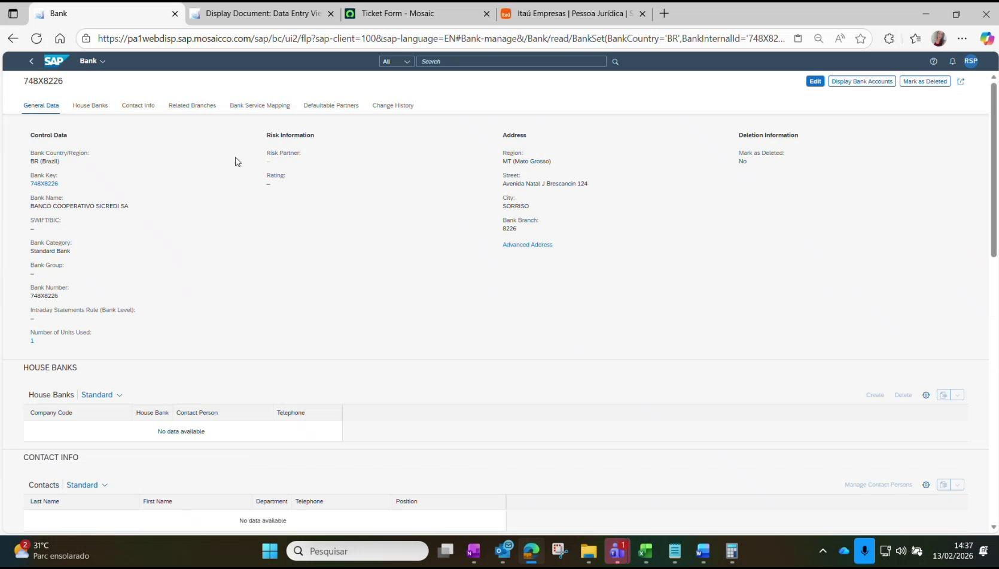 Bank
Display Document: Data Entry Vie
Ticket Form - Mosaic
Itaú Empresas | Pessoa Jurídica | S
https://pa1webdisp.sap.mosaicco.com/sap/bc/ui2/flp?sap-client=100&sap-language=EN#Bank-manage&/Bank/read/BankSet(BankCountry='BR',BankInternalId='748X82...
SAP Bank All Search RSP
748X8226 Edit Display Bank Accounts Mark as Deleted
General Data House Banks Contact Info Related Branches Bank Service Mapping Defaultable Partners Change History
Control Data
Bank Country/Region:
BR (Brazil)
Bank Key:
748X8226
Bank Name:
BANCO COOPERATIVO SICREDI SA
SWIFT/BIC:
–
Bank Category:
Standard Bank
Bank Group:
–
Bank Number:
748X8226
Intraday Statements Rule (Bank Level):
–
Number of Units Used:
1
Risk Information
Risk Partner:
–
Rating:
–
Address
Region:
MT (Mato Grosso)
Street:
Avenida Natal J Brescancin 124
City:
SORRISO
Bank Branch:
8226
Advanced Address
Deletion Information
Mark as Deleted:
No
HOUSE BANKS
House Banks Standard Create Delete
Company Code House Bank Contact Person Telephone
No data available
CONTACT INFO
Contacts Standard Manage Contact Persons
Last Name First Name Department Telephone Position
No data available
2 31°C
Parc ensolarado
Pesquisar
1
14:37
13/02/2026